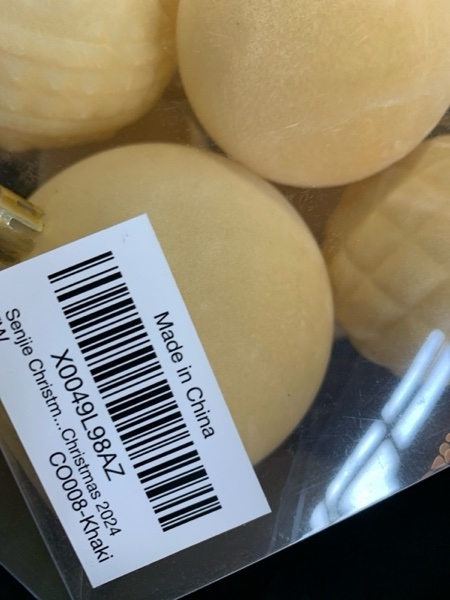 Made in China
X0049L98AZ
Senjie Christm... Christmas 2024
CO008-Khaki